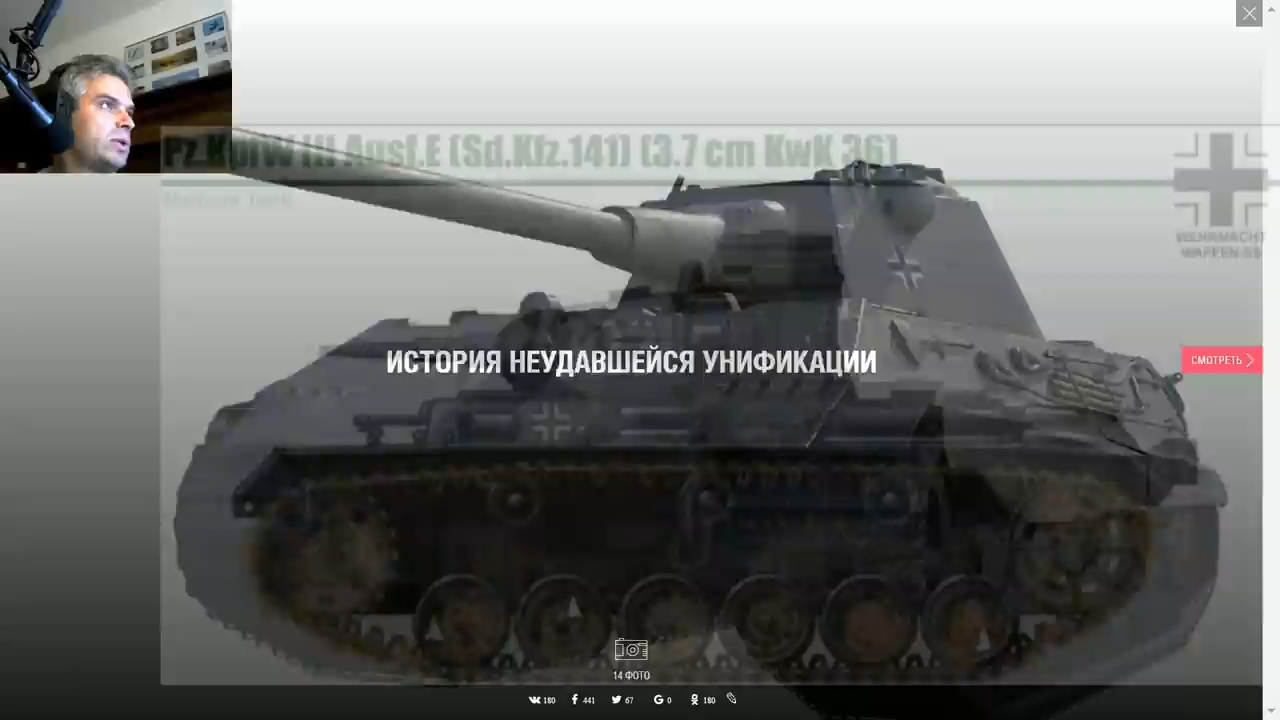 Pz.KpfW III Ausf.E (Sd.Kfz.141) (3.7 cm KwK 36)
Medium Tank
WEHRMACHT
WAFFEN-SS
ИСТОРИЯ НЕУДАВШЕЙСЯ УНИФИКАЦИИ
СМОТРЕТЬ
14 ФОТО
180 441 67 0 180